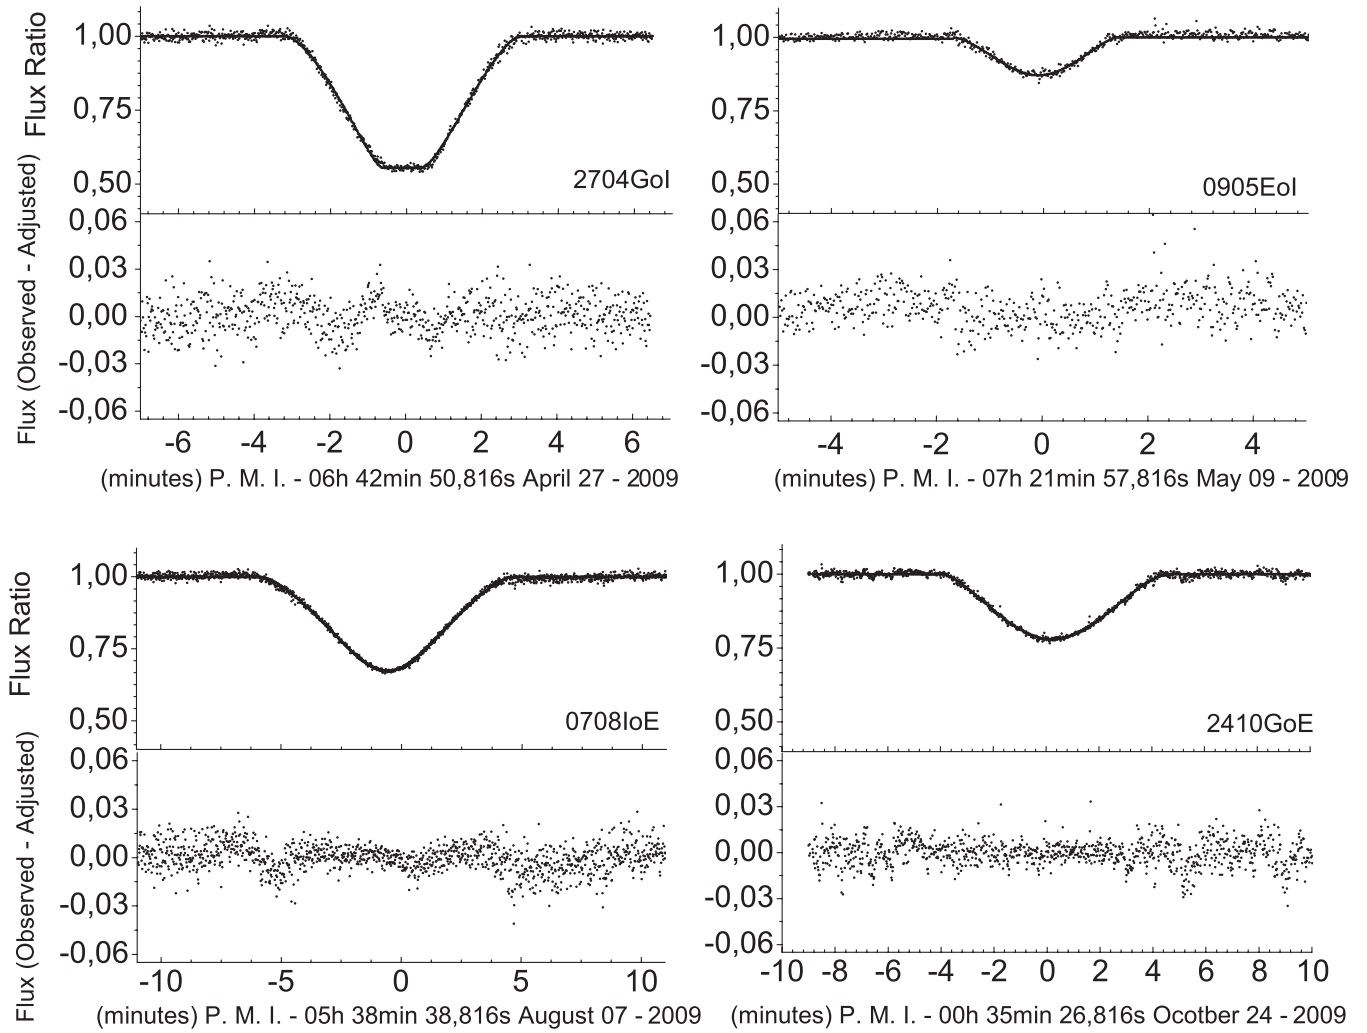 Flux Ratio
1,00
0,75
0,50
2704GoI
Flux (Observed - Adjusted)
0.06
0.03
0.00
-0.03
-0.06
-6 -4 -2 0 2 4 6
(minutes) P. M. I. - 06h 42min 50,816s April 27 - 2009
1,00
0,75
0,50
0905EoI
0.06
0,03
0,00
-0,03
-0,06
-4 -2 0 2 4
(minutes) P. M. I. - 07h 21min 57,816s May 09 - 2009
Flux Ratio
1,00
0,75
0,50
0708IoE
Flux (Observed - Adjusted)
0,06
0,03
0,00
-0,03
-0,06
-10 -5 0 5 10
(minutes) P. M. I. - 05h 38min 38,816s August 07 - 2009
1,00
0,75
0,50
2410GoE
0,06
0,03
0,00
-0,03
-0,06
-10 -8 -6 -4 -2 0 2 4 6 8 10
(minutes) P. M. I. - 00h 35min 26,816s Ocotber 24 - 2009